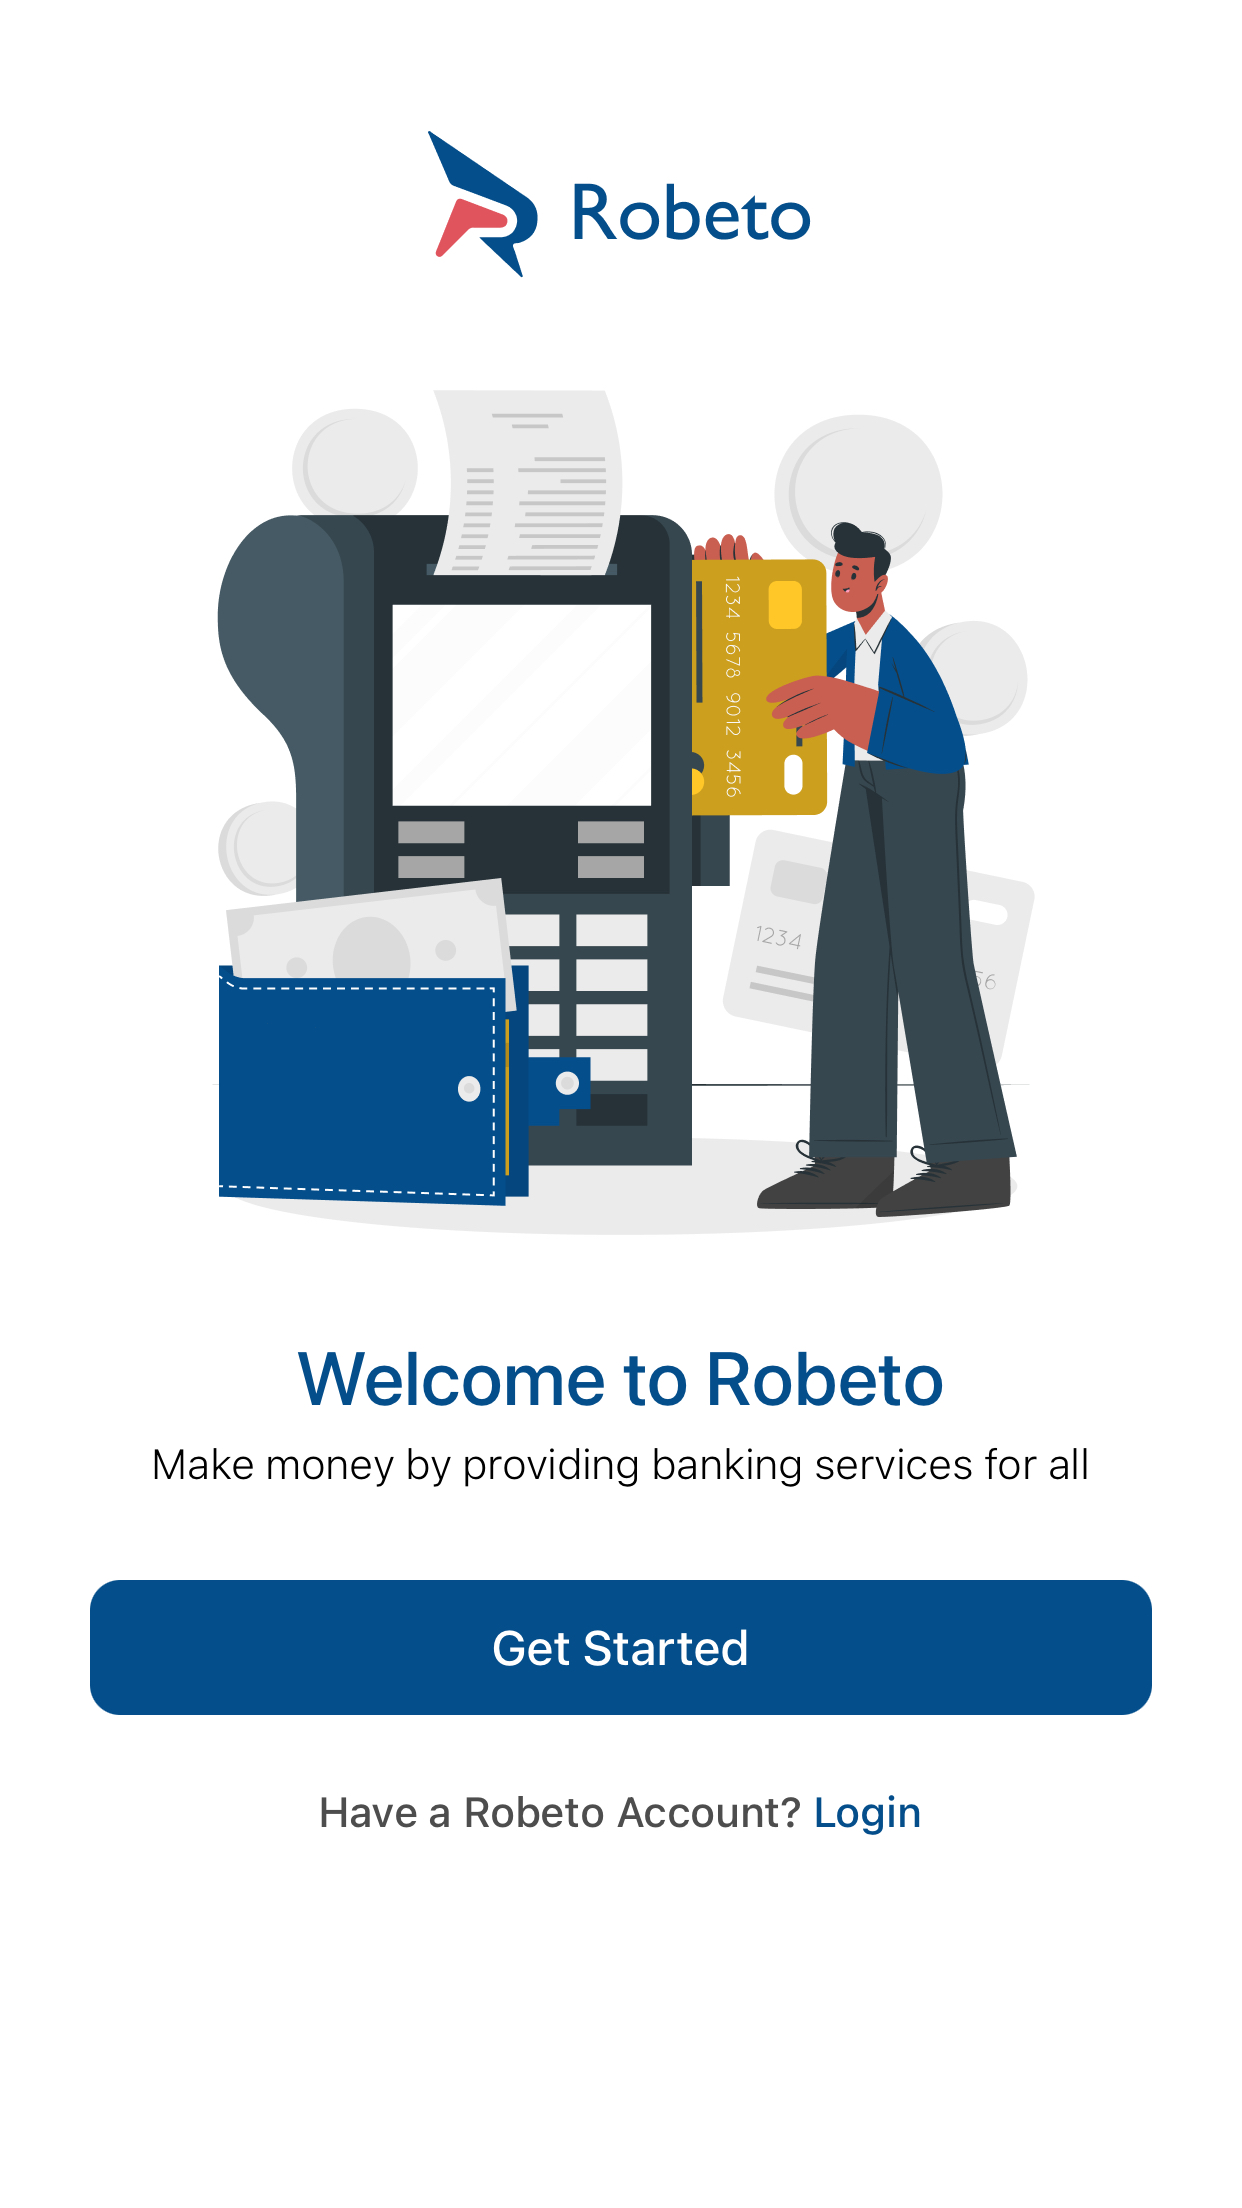 Robeto
1234 5678 9012 3456
1234
56
Welcome to Robeto
Make money by providing banking services for all
Get Started
Have a Robeto Account? Login